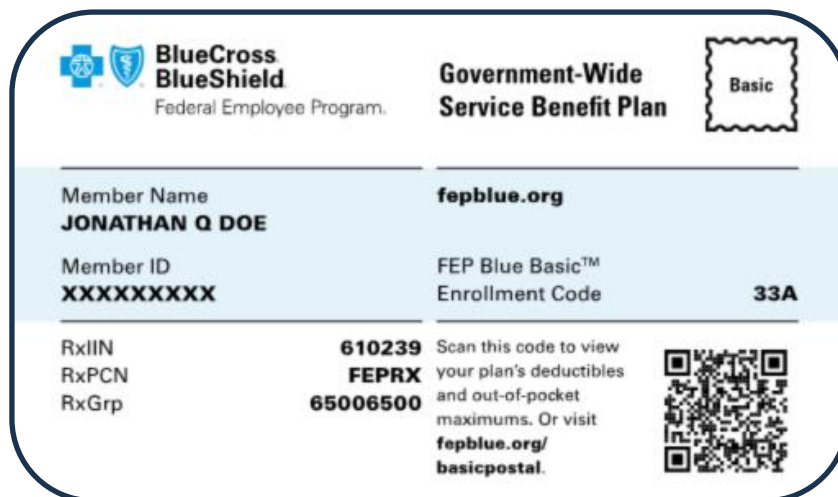 BlueCross
BlueShield
Federal Employee Program.
Government-Wide
Service Benefit Plan
Basic
Member Name
JONATHAN Q DOE
fepblue.org
Member ID
XXXXXXXXX
FEP Blue Basic™
Enrollment Code 33A
RxIIN 610239
RxPCN FEPRX
RxGrp 65006500
Scan this code to view
your plan's deductibles
and out-of-pocket
maximums. Or visit
fepblue.org/
basicpostal.